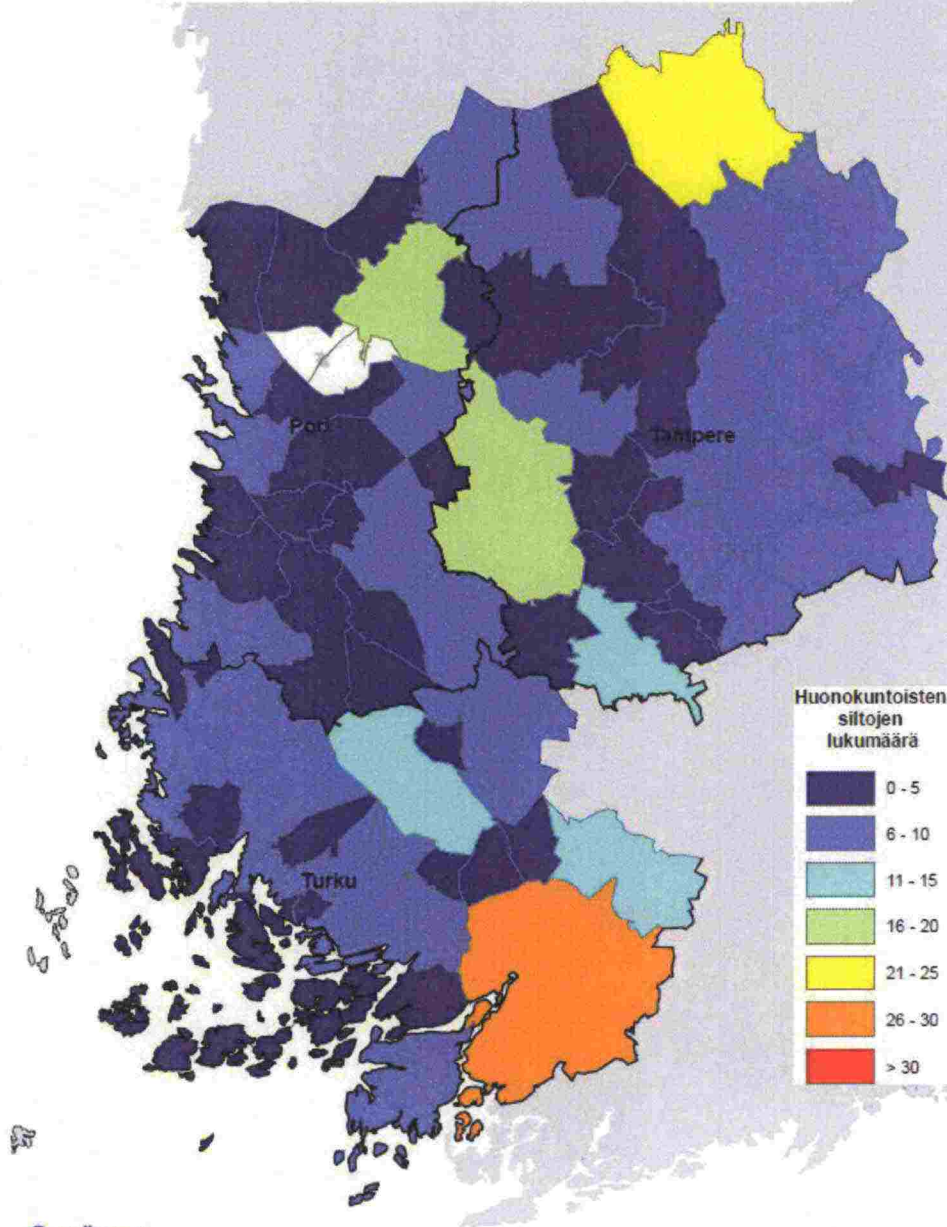 Pori
Tampere
Turku
Huonokuntoisten
siltojen
lukumäärä
0 - 5
6 - 10
11 - 15
16 - 20
21 - 25
26 - 30
> 30